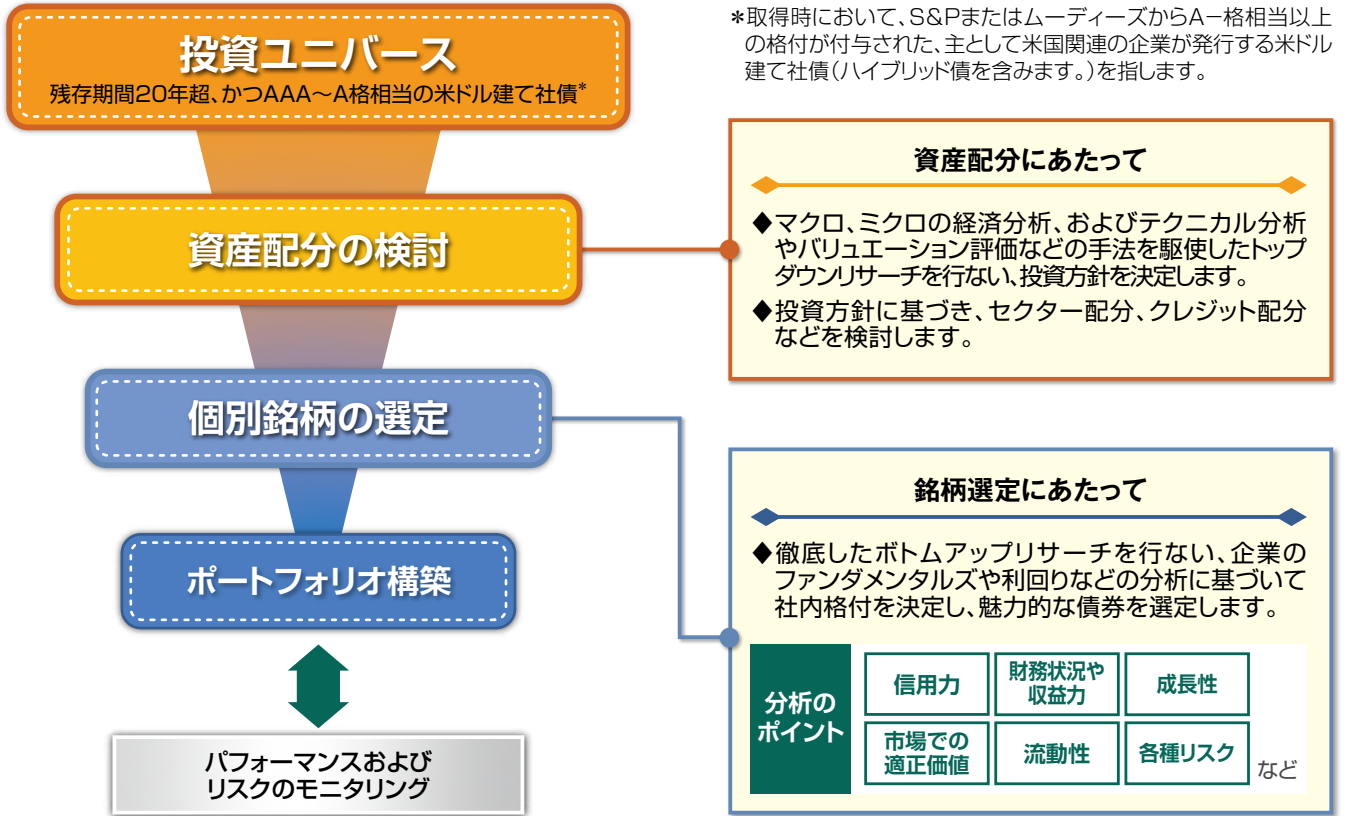 投資ユニバース
残存期間20年超、かつAAA～A格相当の米ドル建て社債*
*取得時において、S&PまたはムーディーズからA－格相当以上
の格付が付与された、主として米国関連の企業が発行する米ドル
建て社債（ハイブリッド債を含みます。）を指します。
資産配分の検討
資産配分にあたって
◆マクロ、ミクロの経済分析、およびテクニカル分析
やバリュエーション評価などの手法を駆使したトップ
ダウンリサーチを行ない、投資方針を決定します。
◆投資方針に基づき、セクター配分、クレジット配分
などを検討します。
個別銘柄の選定
銘柄選定にあたって
◆徹底したボトムアップリサーチを行ない、企業の
ファンダメンタルズや利回りなどの分析に基づいて
社内格付を決定し、魅力的な債券を選定します。
分析の
ポイント
信用力
財務状況や
収益力
成長性
市場での
適正価値
流動性
各種リスク
など
ポートフォリオ構築
パフォーマンスおよび
リスクのモニタリング